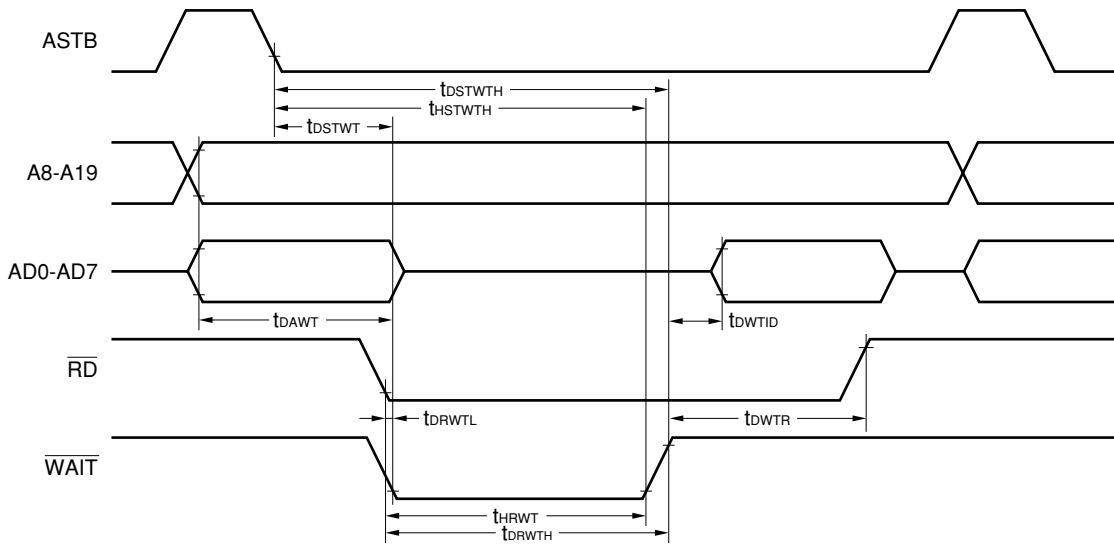 ASTB
tDSTWTH
tHSTWTH
tDSTWT
A8-A19
AD0-AD7
tDAWT
tDWTID
RD
tDRWTL
tDWTR
WAIT
tHRWT
tDRWTH